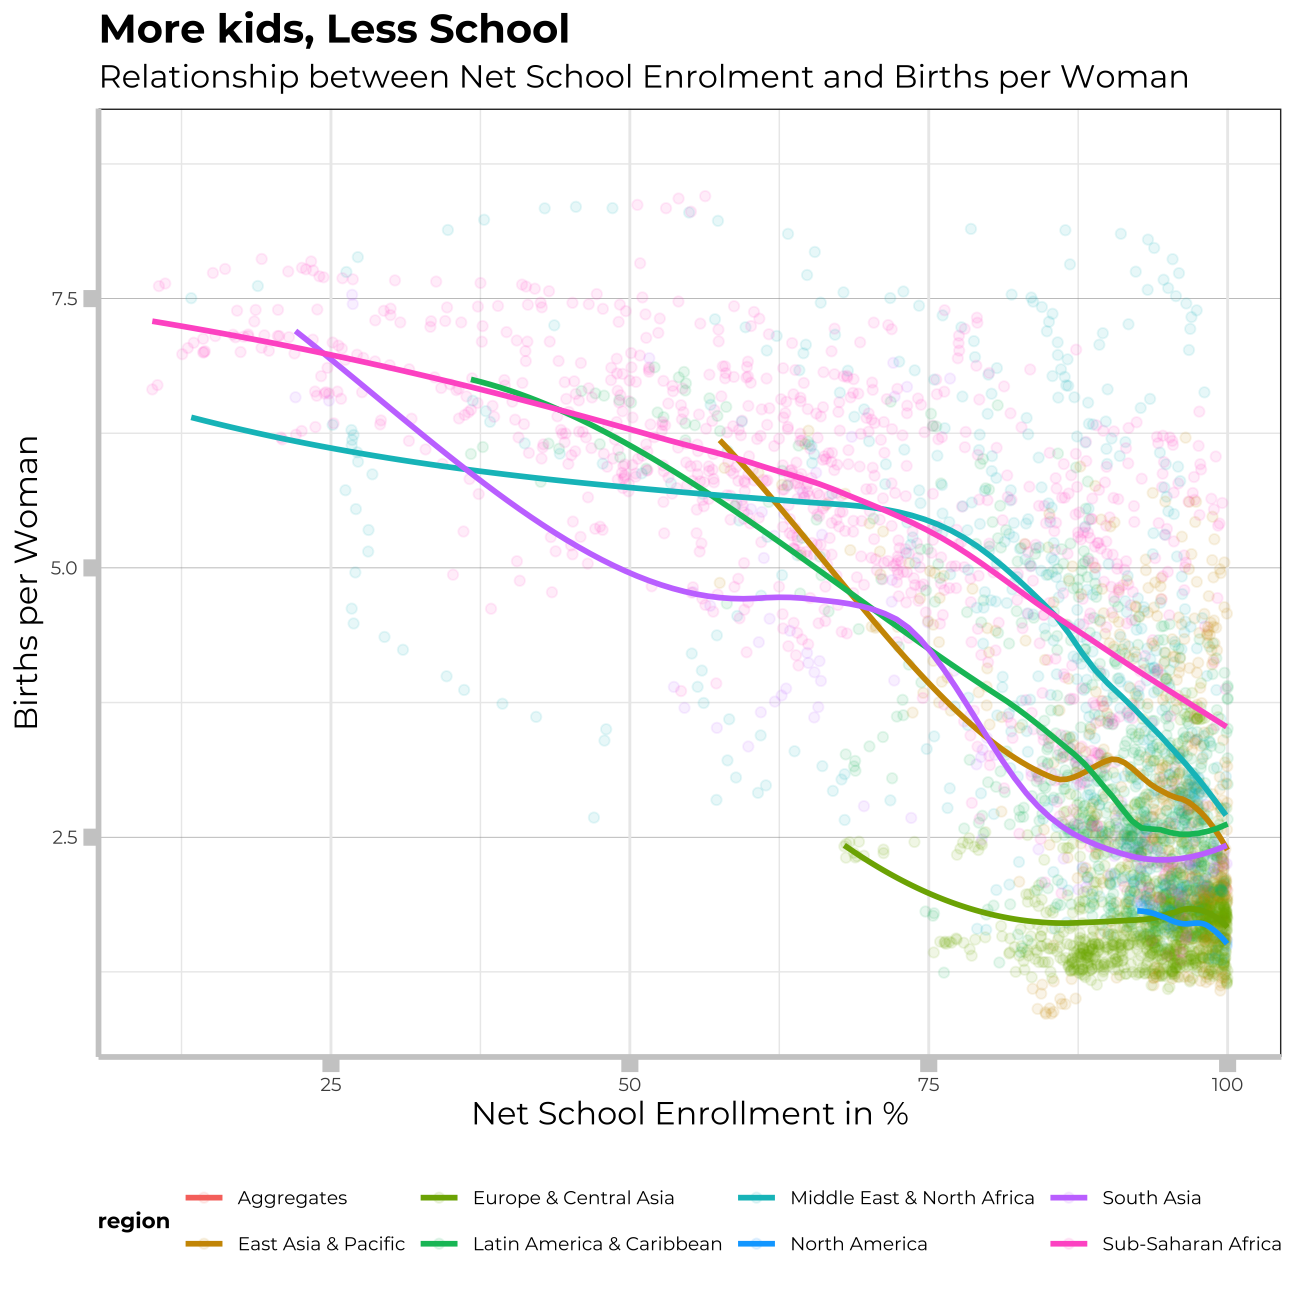 More kids, Less School
Relationship between Net School Enrolment and Births per Woman
Births per Woman
7.5
5.0
2.5
25 50 75 100
Net School Enrollment in %
region
Aggregates Europe & Central Asia Middle East & North Africa South Asia
East Asia & Pacific Latin America & Caribbean North America Sub-Saharan Africa